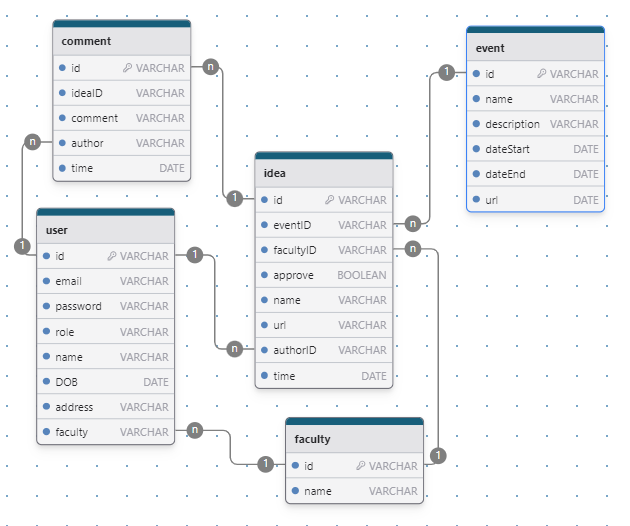 comment
id VARCHAR
ideaID VARCHAR
comment VARCHAR
author VARCHAR
time DATE
n
n
1
1
user
id VARCHAR
email VARCHAR
password VARCHAR
role VARCHAR
name VARCHAR
DOB DATE
address VARCHAR
faculty VARCHAR
1
n
n
1
idea
id VARCHAR
eventID VARCHAR
facultyID VARCHAR
approve BOOLEAN
name VARCHAR
url VARCHAR
authorID VARCHAR
time DATE
n
n
1
1
event
id VARCHAR
name VARCHAR
description VARCHAR
dateStart DATE
dateEnd DATE
url DATE
faculty
id VARCHAR
name VARCHAR